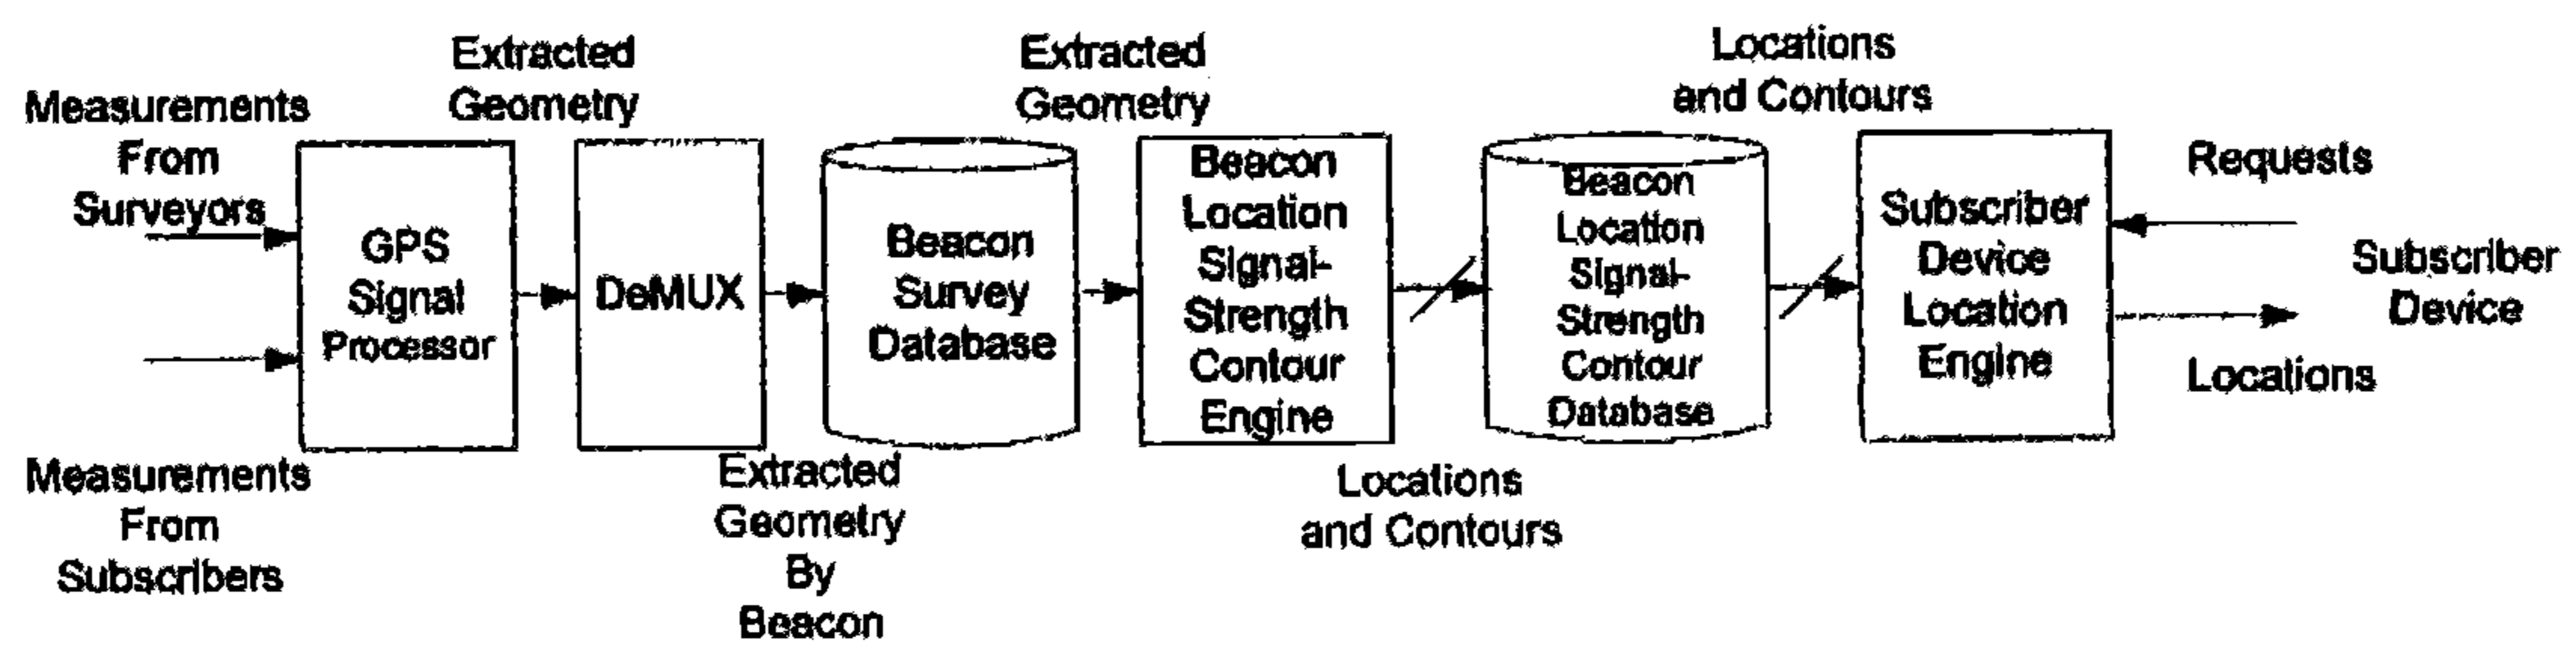 Measurements
From
Surveyors
Measurements
From
Subscribers
Extracted
Geometry
GPS
Signal
Processor
DeMUX
Extracted
Geometry
By
Beacon
Beacon
Survey
Database
Extracted
Geometry
Beacon
Location
Signal-
Strength
Contour
Engine
Locations
and Contours
Beacon
Location
Signal-
Strength
Contour
Database
Locations
and Contours
Subscriber
Device
Location
Engine
Requests
Subscriber
Device
Locations